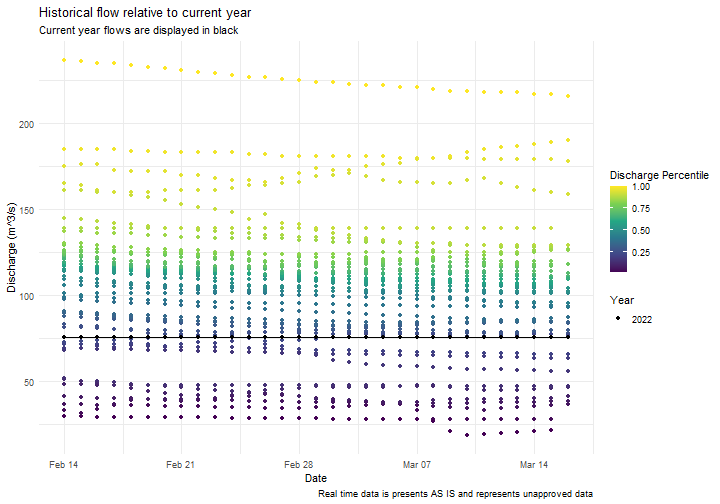 Historical flow relative to current year
Current year flows are displayed in black
Discharge (m^3/s)
200
150
100
50
Feb 14
Feb 21
Feb 28
Mar 07
Mar 14
Date
Discharge Percentile
1.00
0.75
0.50
0.25
Year
2022
Real time data is presents AS IS and represents unapproved data